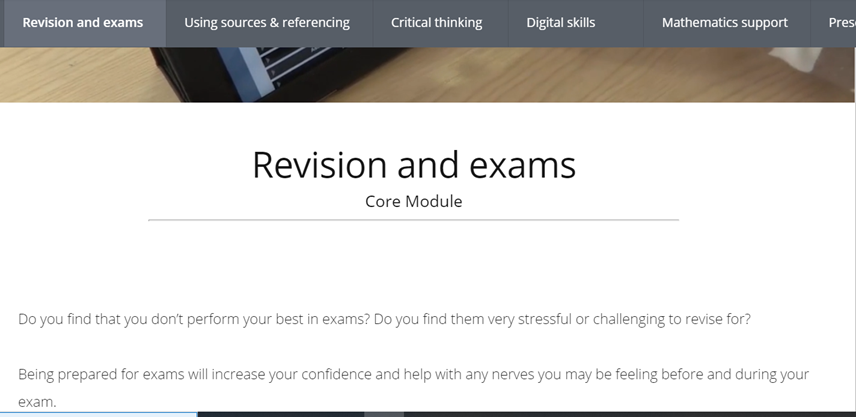 Revision and exams Using sources & referencing Critical thinking Digital skills Mathematics support
Revision and exams
Core Module
Do you find that you don't perform your best in exams? Do you find them very stressful or challenging to revise for?
Being prepared for exams will increase your confidence and help with any nerves you may be feeling before and during your
exam.